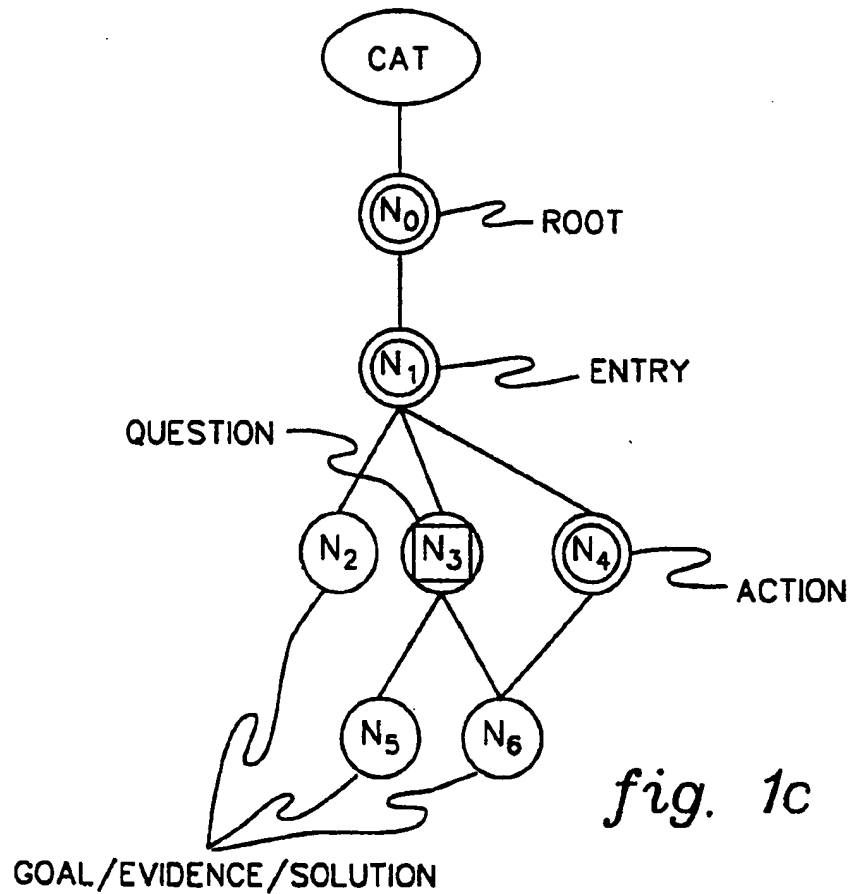 CAT
N0
ROOT
N1
ENTRY
QUESTION
N2
N3
N4
ACTION
N5
N6
fig. 1c
GOAL/EVIDENCE/SOLUTION